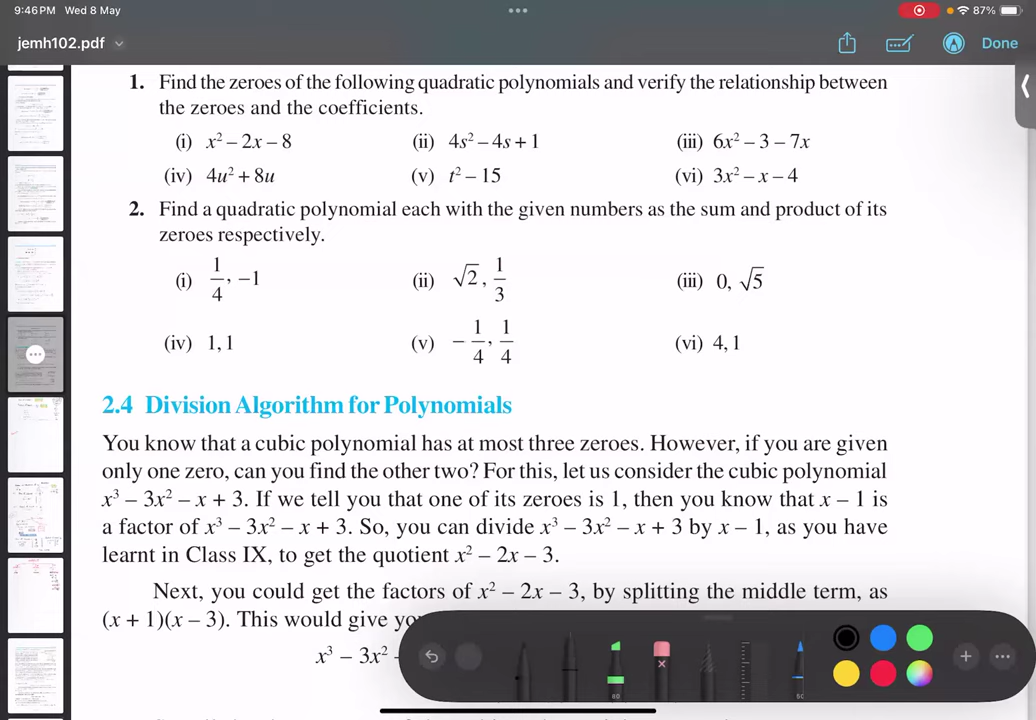 9:46PM Wed 8 May
87%
jemh102.pdf
Done
1. Find the zeroes of the following quadratic polynomials and verify the relationship between
the zeroes and the coefficients.
(i) x² – 2x – 8 (ii) 4s² – 4s + 1 (iii) 6x² – 3 – 7x
(iv) 4u² + 8u (v) t² – 15 (vi) 3x² – x – 4
2. Find a quadratic polynomial each with the given numbers as the sum and product of its
zeroes respectively.
(i) 1/4, –1 (ii) √2, 1/3 (iii) 0, √5
(iv) 1, 1 (v) –1/4, 1/4 (vi) 4, 1
2.4 Division Algorithm for Polynomials
You know that a cubic polynomial has at most three zeroes. However, if you are given
only one zero, can you find the other two? For this, let us consider the cubic polynomial
x³ – 3x² – x + 3. If we tell you that one of its zeroes is 1, then you know that x – 1 is
a factor of x³ – 3x² – x + 3. So, you can divide x³ – 3x² – x + 3 by x – 1, as you have
learnt in Class IX, to get the quotient x² – 2x – 3.
Next, you could get the factors of x² – 2x – 3, by splitting the middle term, as
(x + 1)(x – 3). This would give
x³ – 3x²
80